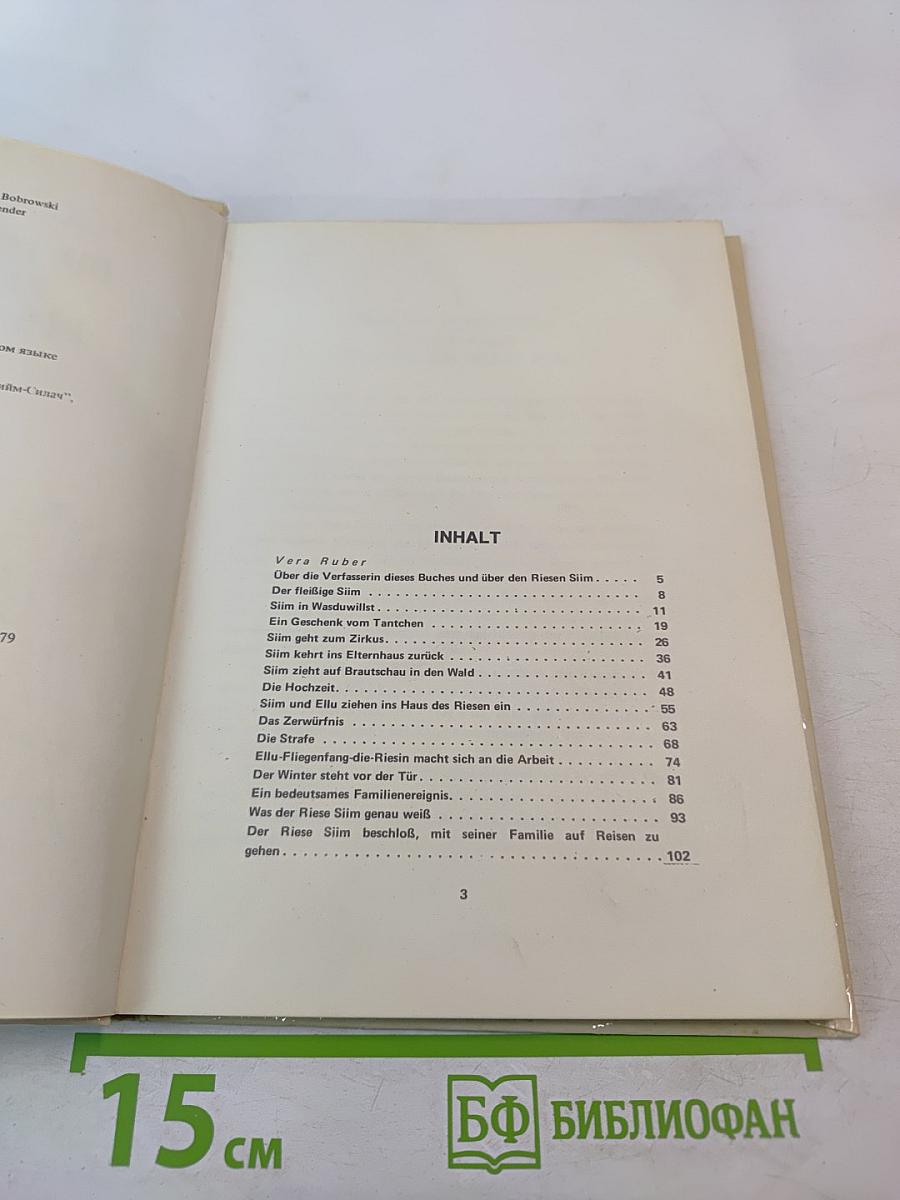 Bobrowski
языке
79
INHALT
Vera Ruber
Über die Verfasserin dieses Buches und über den Riesen Siim . . . . . 5
Der fleißige Siim . . . . . . . . . . . . . . . . . . . . . . . . . . . . 8
Siim in Wasduwillst . . . . . . . . . . . . . . . . . . . . . . . . . . . 11
Ein Geschenk vom Tantchen . . . . . . . . . . . . . . . . . . . . . . 19
Siim geht zum Zirkus. . . . . . . . . . . . . . . . . . . . . . . . . . . 26
Siim kehrt ins Elternhaus zurück . . . . . . . . . . . . . . . . . . . . 36
Siim zieht auf Brautschau in den Wald . . . . . . . . . . . . . . . . . 41
Die Hochzeit. . . . . . . . . . . . . . . . . . . . . . . . . . . . . . . 48
Siim und Ellu ziehen ins Haus des Riesen ein . . . . . . . . . . . . . 55
Das Zerwürfnis . . . . . . . . . . . . . . . . . . . . . . . . . . . . . 63
Die Strafe . . . . . . . . . . . . . . . . . . . . . . . . . . . . . . . . 68
Ellu-Fliegenfang-die-Riesin macht sich an die Arbeit . . . . . . . . . . 74
Der Winter steht vor der Tür . . . . . . . . . . . . . . . . . . . . . . . 81
Ein bedeutsames Familienereignis. . . . . . . . . . . . . . . . . . . . 86
Was der Riese Siim genau weiß . . . . . . . . . . . . . . . . . . . . . 93
Der Riese Siim beschloß, mit seiner Familie auf Reisen zu
gehen . . . . . . . . . . . . . . . . . . . . . . . . . . . . . . . . . . . 102
3
15 см
БФ БИБЛИОФАН